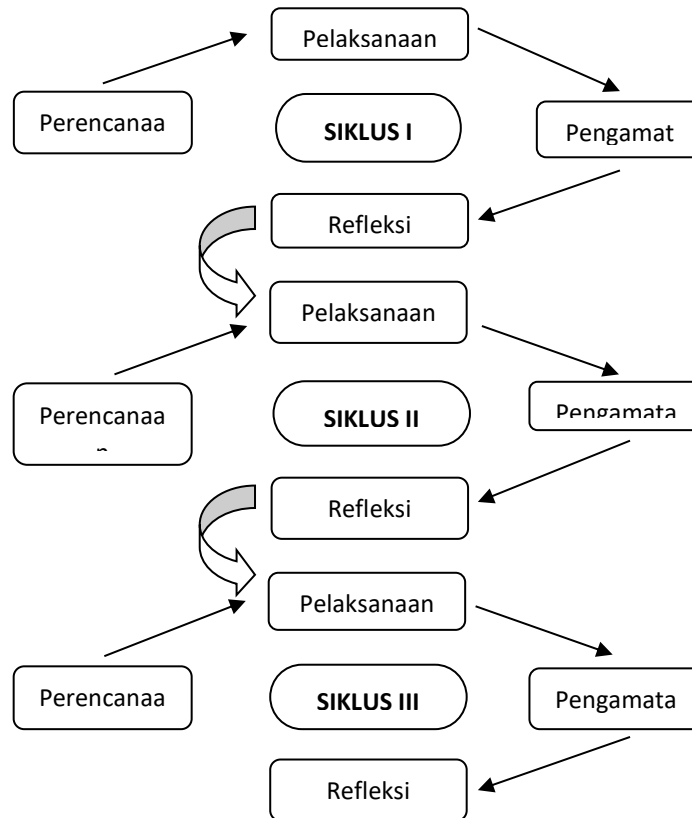 Pelaksanaan
Perencanaa
SIKLUS I
Pengamat
Refleksi
Pelaksanaan
Perencanaa
SIKLUS II
Pengamata
Refleksi
Pelaksanaan
Perencanaa
SIKLUS III
Pengamata
Refleksi